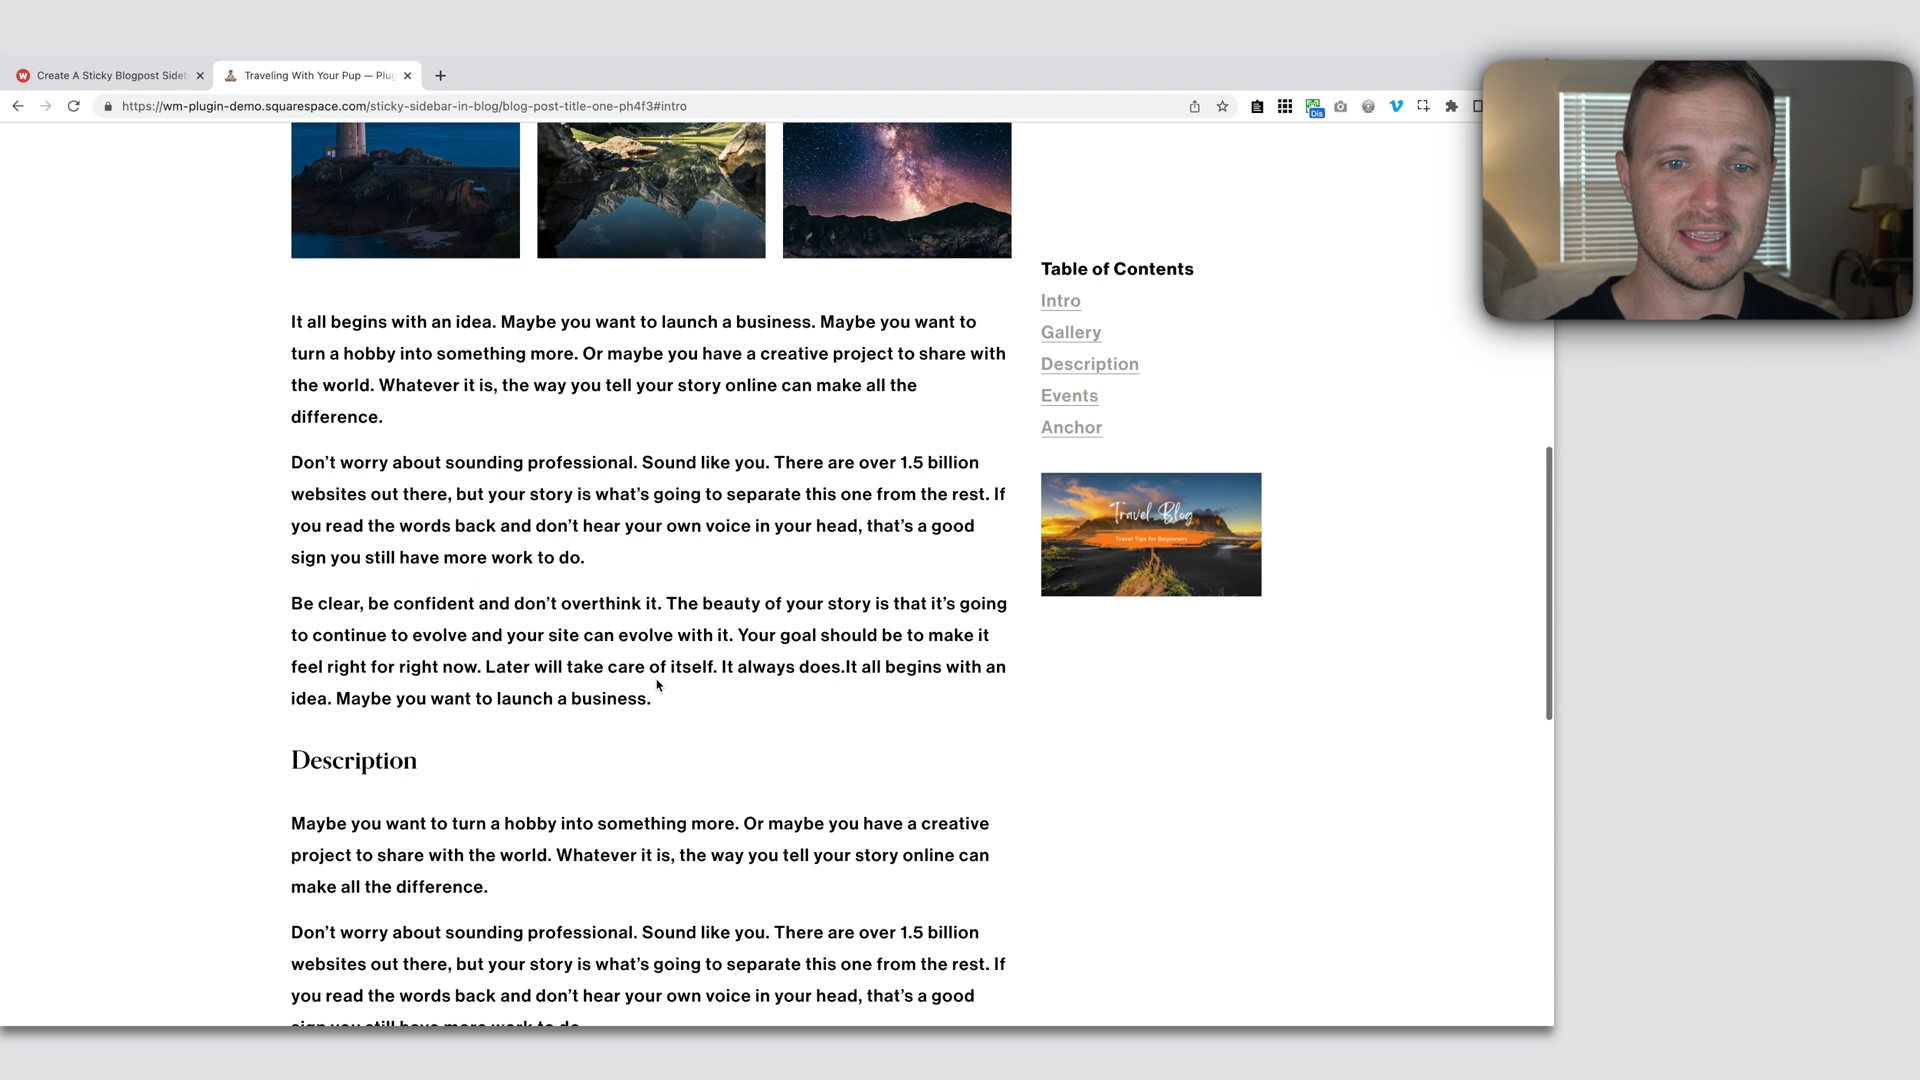 Create A Sticky Blogpost Sideb
Traveling With Your Pup — Plug
https://wm-plugin-demo.squarespace.com/sticky-sidebar-in-blog/blog-post-title-one-ph4f3#intro
Dis
It all begins with an idea. Maybe you want to launch a business. Maybe you want to
turn a hobby into something more. Or maybe you have a creative project to share with
the world. Whatever it is, the way you tell your story online can make all the
difference.
Don’t worry about sounding professional. Sound like you. There are over 1.5 billion
websites out there, but your story is what’s going to separate this one from the rest. If
you read the words back and don’t hear your own voice in your head, that’s a good
sign you still have more work to do.
Be clear, be confident and don’t overthink it. The beauty of your story is that it’s going
to continue to evolve and your site can evolve with it. Your goal should be to make it
feel right for right now. Later will take care of itself. It always does.It all begins with an
idea. Maybe you want to launch a business.
Description
Maybe you want to turn a hobby into something more. Or maybe you have a creative
project to share with the world. Whatever it is, the way you tell your story online can
make all the difference.
Don’t worry about sounding professional. Sound like you. There are over 1.5 billion
websites out there, but your story is what’s going to separate this one from the rest. If
you read the words back and don’t hear your own voice in your head, that’s a good
sign you still have more work to do.
Table of Contents
Intro
Gallery
Description
Events
Anchor
Travel Blog
Travel Tips for Beginners